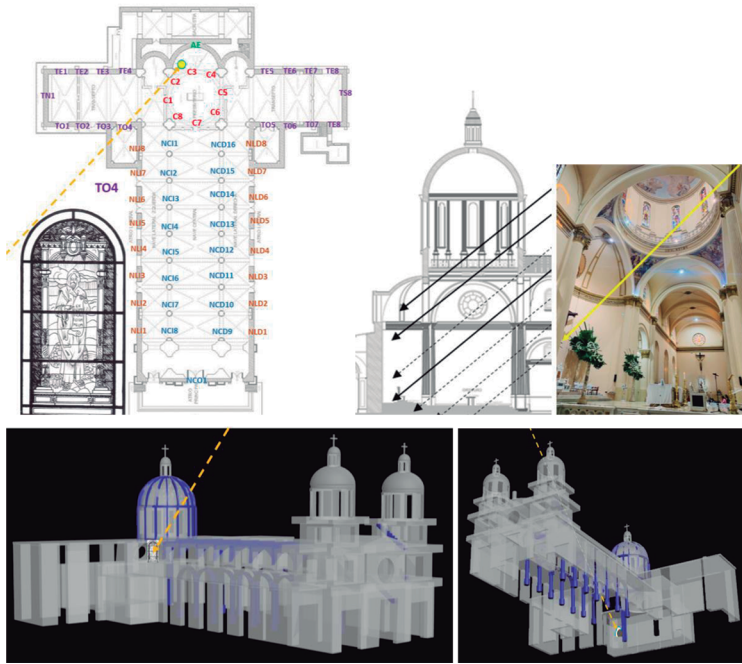 AE
TE1 TE2 TE3 TE4 C3 C4 TE5 TE6 TE7 TE8
C2
TN1 C1 C5 TS8
C6
TO1 TO2 TO3 TO4 C8 C7 TO5 T06 T07 TE8
NLI8 NCI1 NCD16 NLD8
NLI7 NCI2 NCD15 NLD7
TO4
NLI6 NCI3 NCD14 NLD6
NLI5 NCI4 NCD13 NLD5
NLI4 NCI5 NCD12 NLD4
NLI3 NCI6 NCD11 NLD3
NLI2 NCI7 NCD10 NLD2
NLI1 NCI8 NCD9 NLD1
NCO1